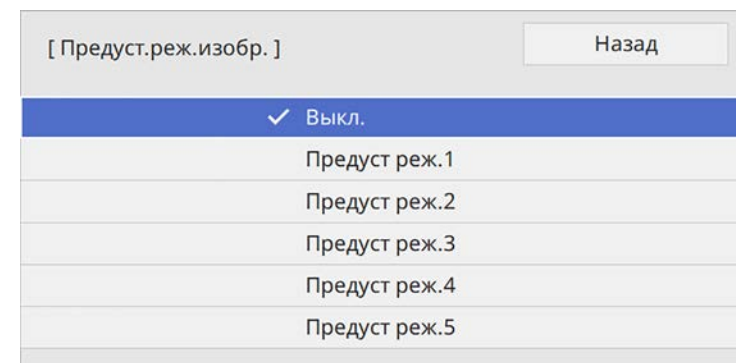 [ Предуст.реж.изобр. ]
Назад
Выкл.
Предуст реж.1
Предуст реж.2
Предуст реж.3
Предуст реж.4
Предуст реж.5